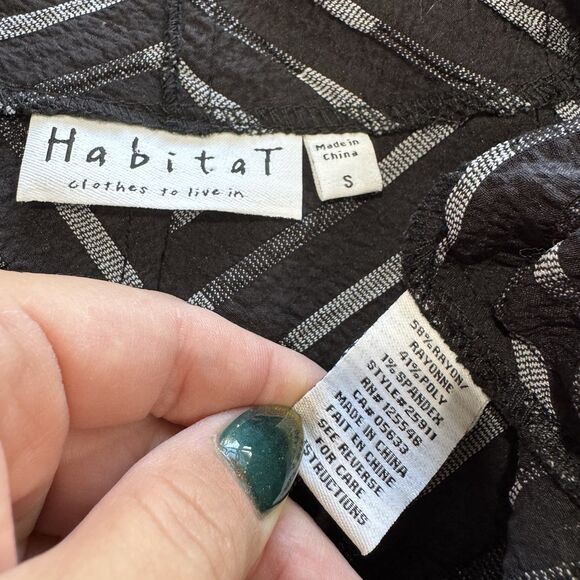 HabitaT
clothes to live in
Made in
China
S
58% RAYON/
RAYONNE
41% POLY
1% SPANDEX
STYLE# 25911
RN# 125546
CA# 05633
MADE IN CHINA
FAIT EN CHINE
SEE REVERSE
FOR CARE
INSTRUCTIONS